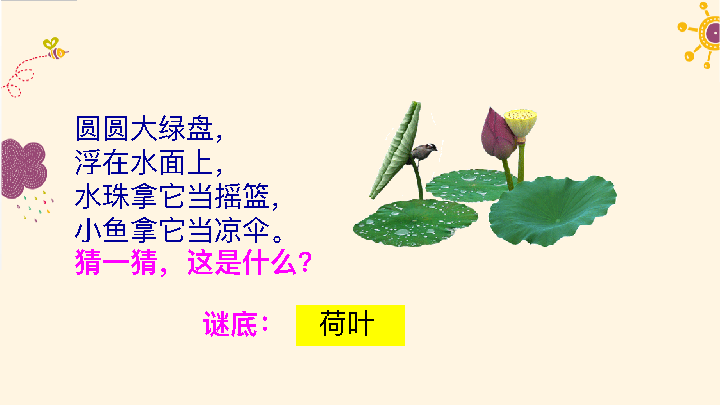 圆圆大绿盘，
浮在水面上，
水珠拿它当摇篮，
小鱼拿它当凉伞。
猜一猜，这是什么？
谜底： 荷叶